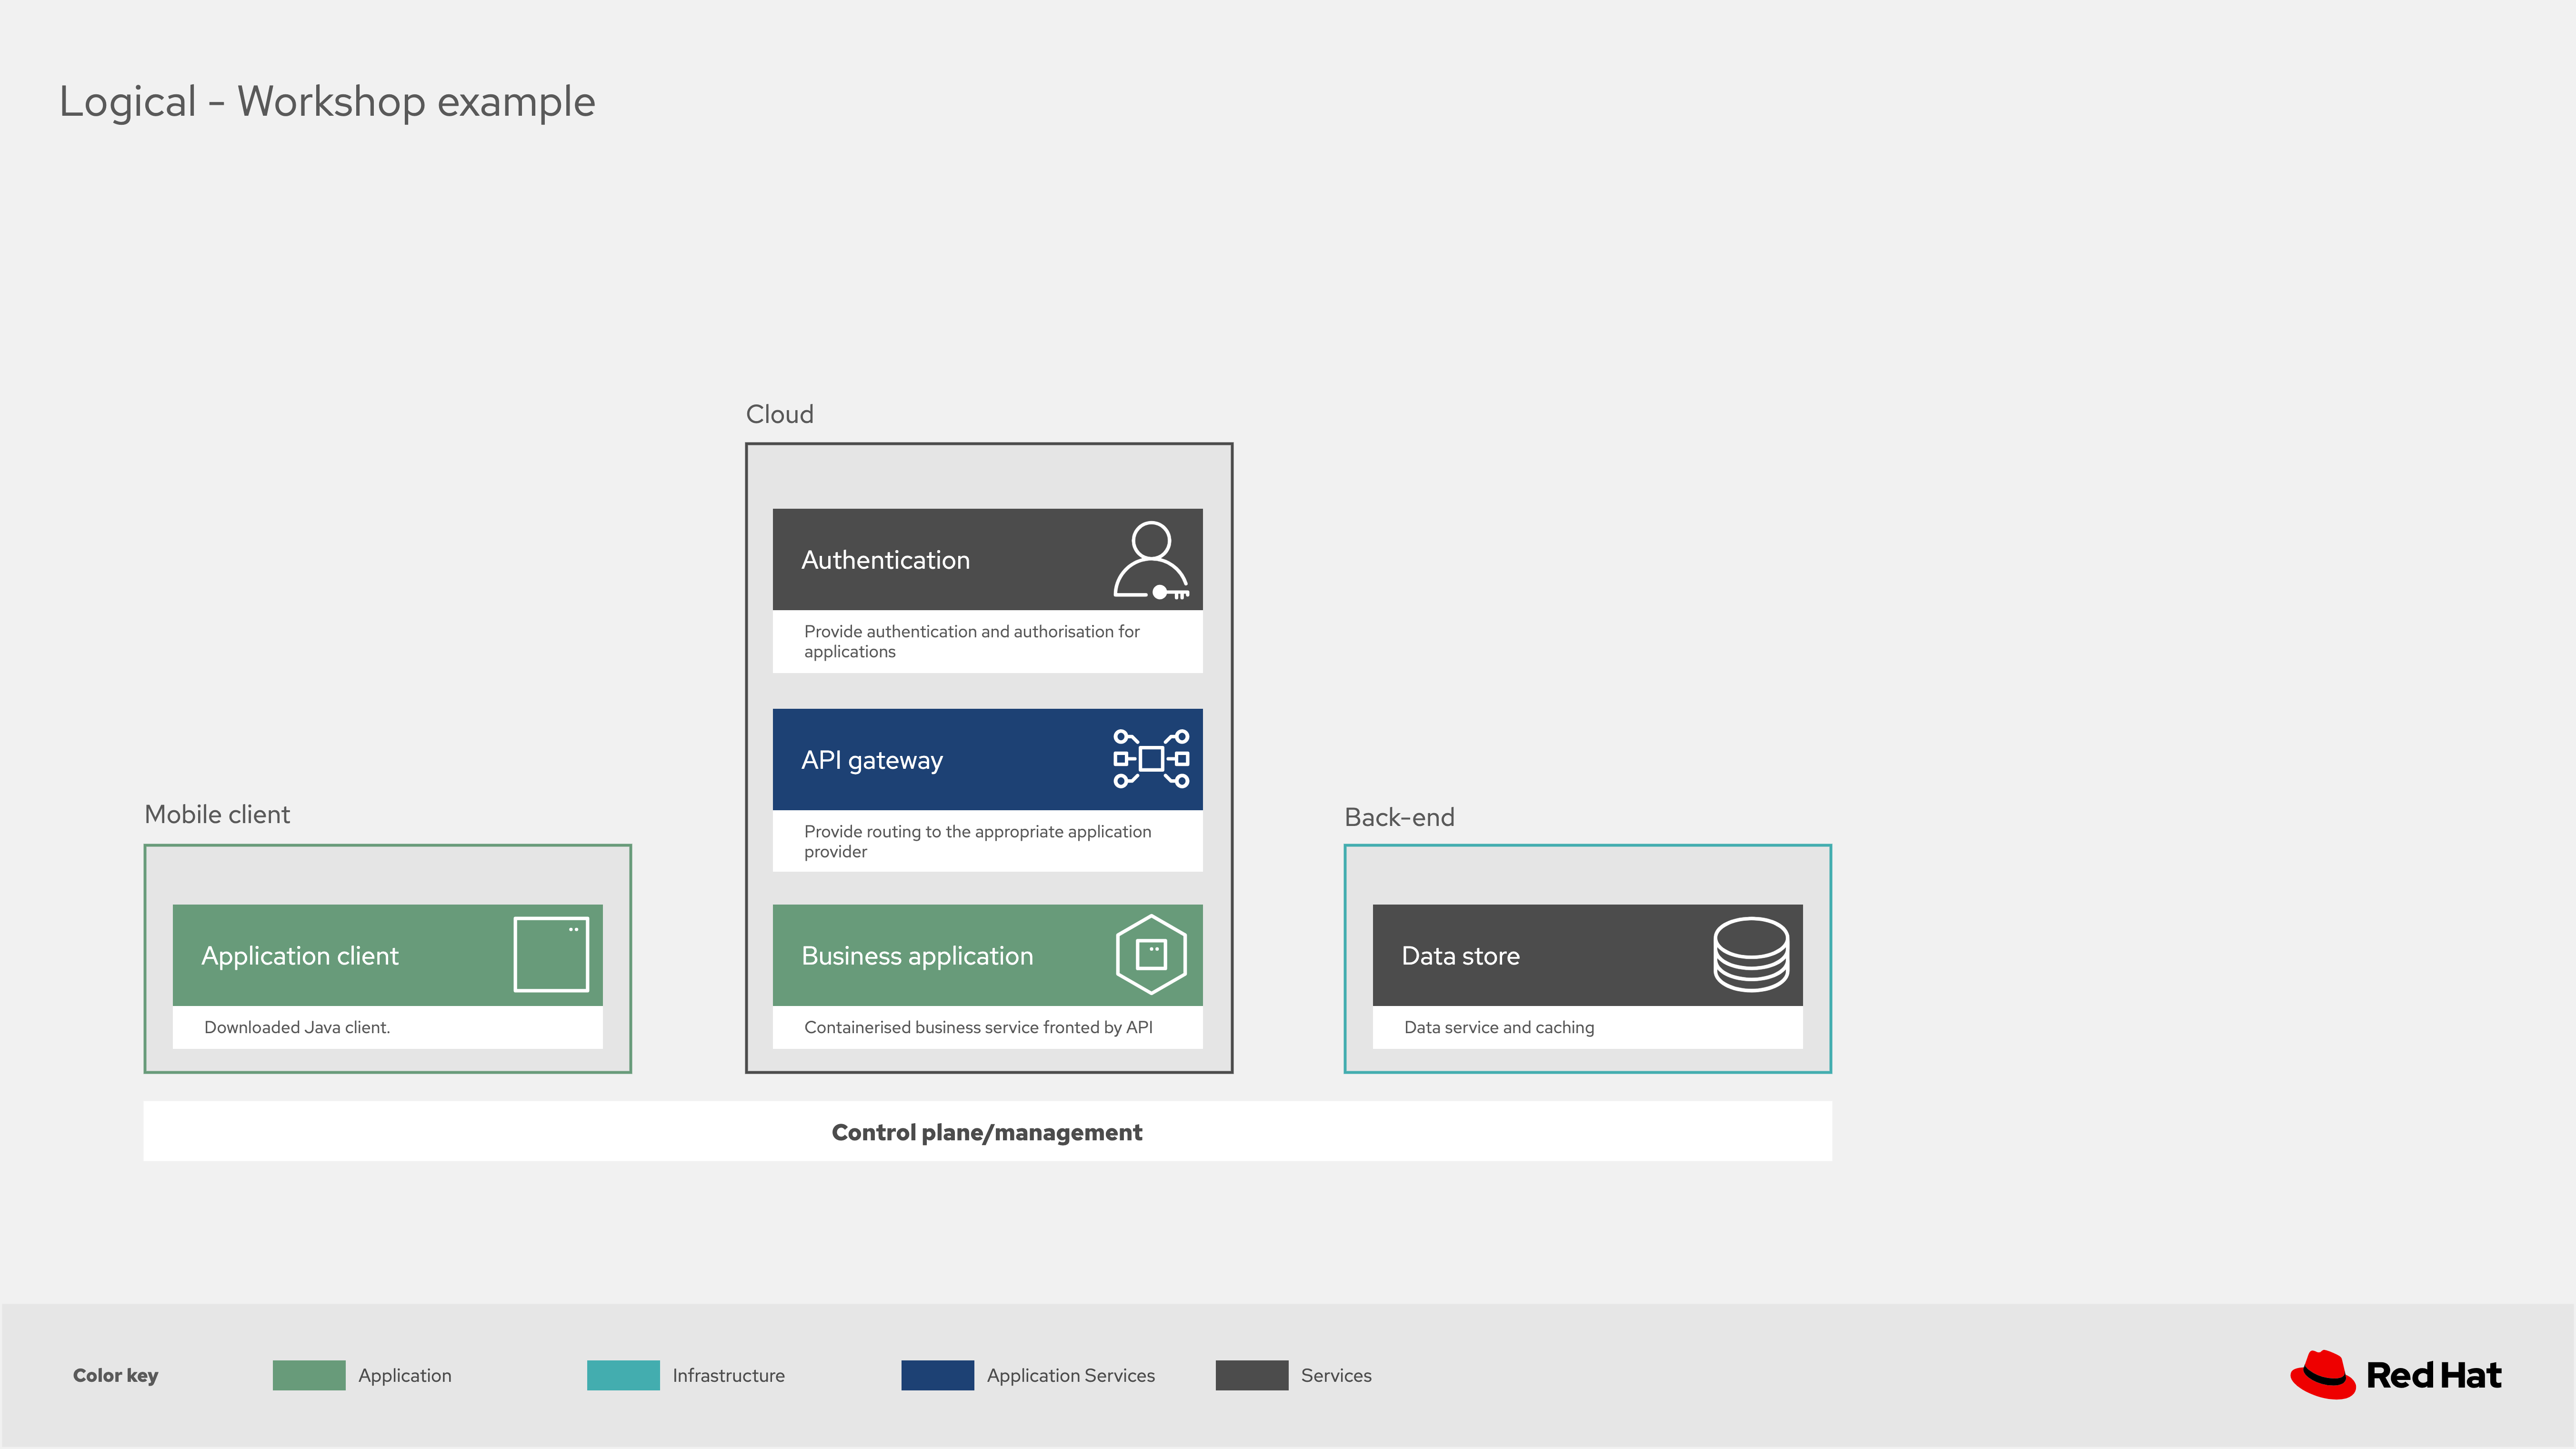 Logical - Workshop example
Cloud
Authentication
Provide authentication and authorisation for
applications
API gateway
Provide routing to the appropriate application
provider
Mobile client
Application client
Downloaded Java client.
Business application
Containerised business service fronted by API
Back-end
Data store
Data service and caching
Control plane/management
Color key
Application
Infrastructure
Application Services
Services
Red Hat